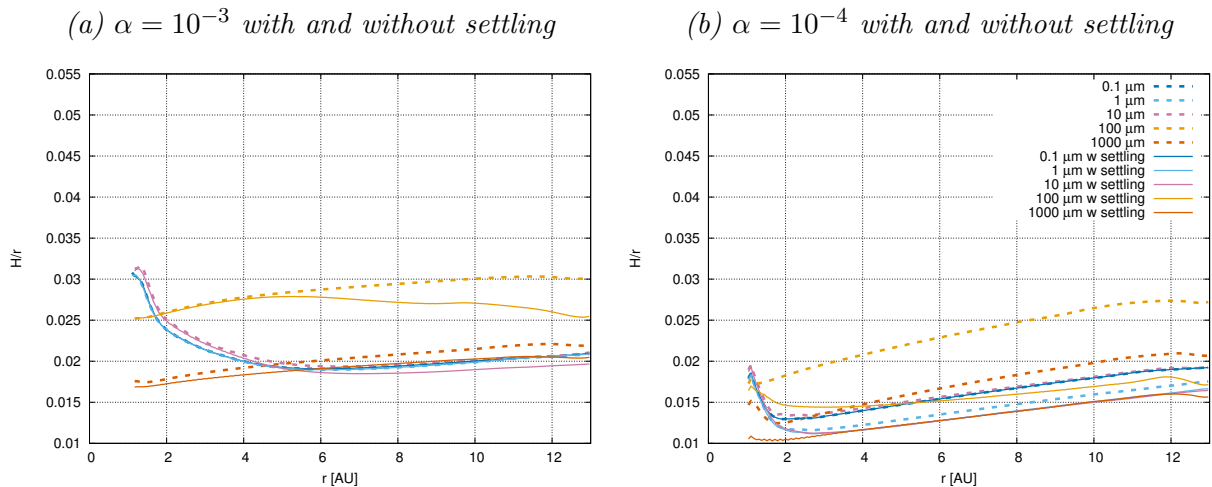 (a) α = 10⁻³ with and without settling
0.055
0.05
0.045
0.04
0.035
0.03
0.025
0.02
0.015
0.01
H/r
0 2 4 6 8 10 12
r [AU]
(b) α = 10⁻⁴ with and without settling
0.055
0.05
0.045
0.04
0.035
0.03
0.025
0.02
0.015
0.01
H/r
0 2 4 6 8 10 12
r [AU]
0.1 μm
1 μm
10 μm
100 μm
1000 μm
0.1 μm w settling
1 μm w settling
10 μm w settling
100 μm w settling
1000 μm w settling